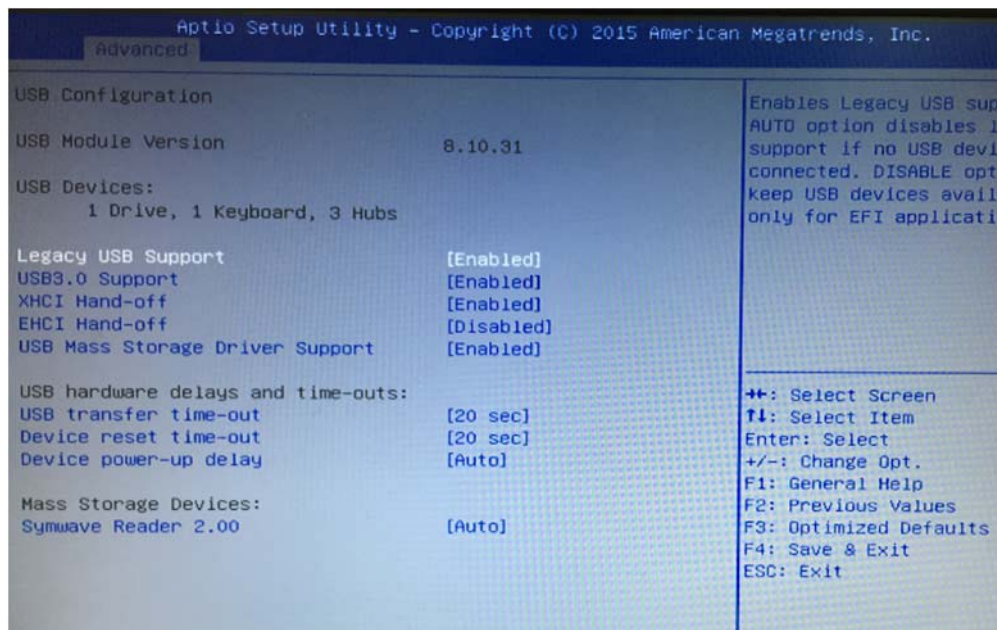 Aptio Setup Utility - Copyright (C) 2015 American Megatrends, Inc.
Advanced
USB Configuration
USB Module Version 8.10.31
USB Devices:
1 Drive, 1 Keyboard, 3 Hubs
Legacy USB Support [Enabled]
USB3.0 Support [Enabled]
XHCI Hand-off [Enabled]
EHCI Hand-off [Disabled]
USB Mass Storage Driver Support [Enabled]
USB hardware delays and time-outs:
USB transfer time-out [20 sec]
Device reset time-out [20 sec]
Device power-up delay [Auto]
Mass Storage Devices:
Symwave Reader 2.00 [Auto]
Enables Legacy USB sup
AUTO option disables l
support if no USB devi
connected. DISABLE opt
keep USB devices avail
only for EFI applicati
→←: Select Screen
↑↓: Select Item
Enter: Select
+/-: Change Opt.
F1: General Help
F2: Previous Values
F3: Optimized Defaults
F4: Save & Exit
ESC: Exit